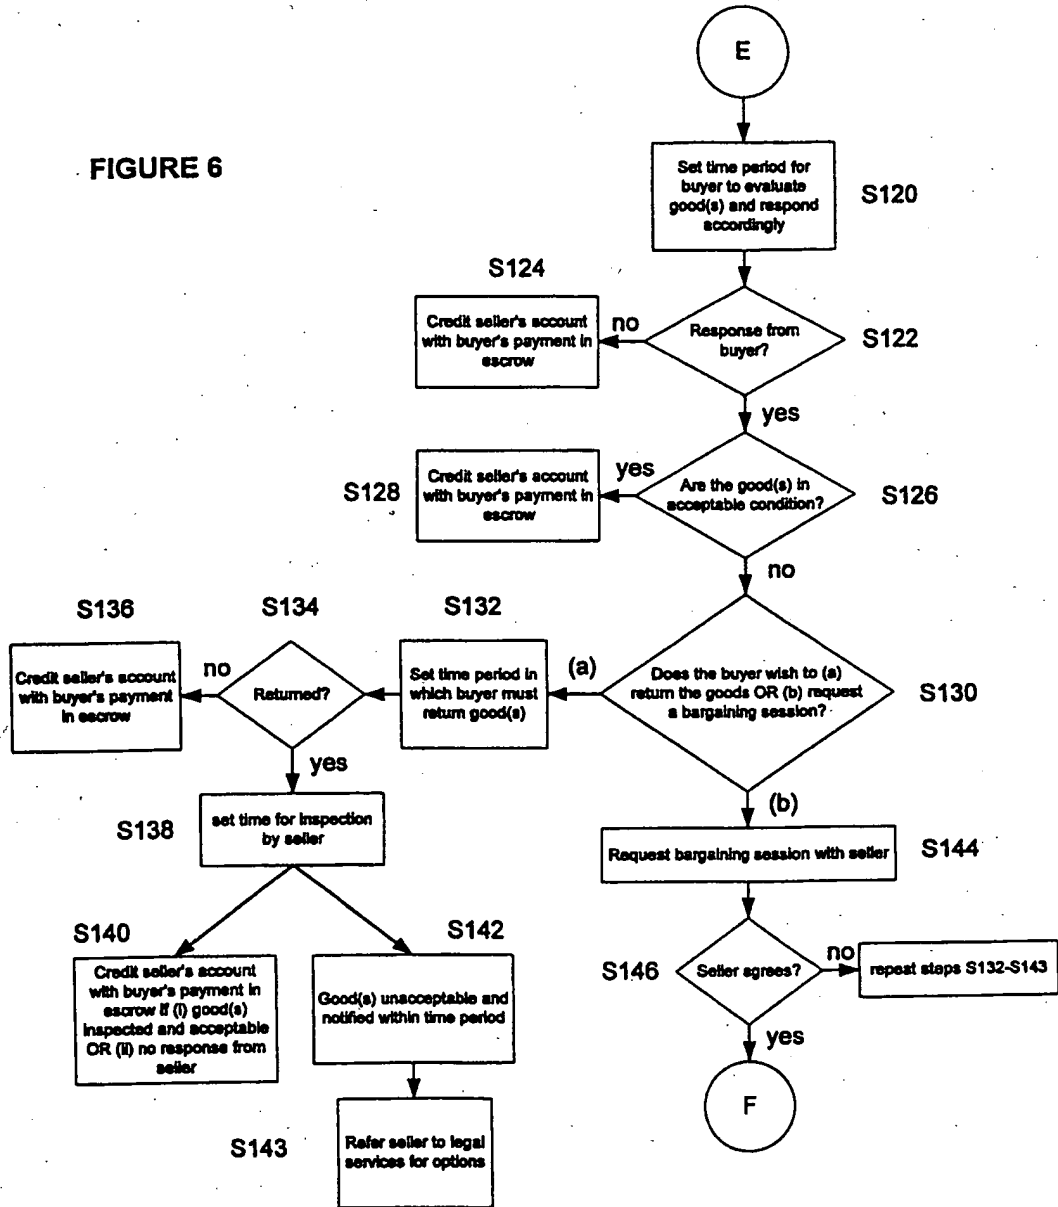 E
FIGURE 6
Set time period for
buyer to evaluate
good(s) and respond
accordingly
S120
S124
Credit seller's account
with buyer's payment in
escrow
no
Response from
buyer?
S122
yes
S128
Credit seller's account
with buyer's payment in
escrow
yes
Are the good(s) in
acceptable condition?
S126
no
S136
S134
S132
Credit seller's account
with buyer's payment
in escrow
no
Returned?
Set time period in
which buyer must
return good(s)
(a)
Does the buyer wish to (a)
return the goods OR (b) request
a bargaining session?
S130
yes
(b)
S138
set time for inspection
by seller
Request bargaining session with seller
S144
S140
Credit seller's account
with buyer's payment in
escrow if (i) good(s)
inspected and acceptable
OR (ii) no response from
seller
S142
Good(s) unacceptable and
notified within time period
S146
Seller agrees?
no
repeat steps S132-S143
yes
F
S143
Refer seller to legal
services for options